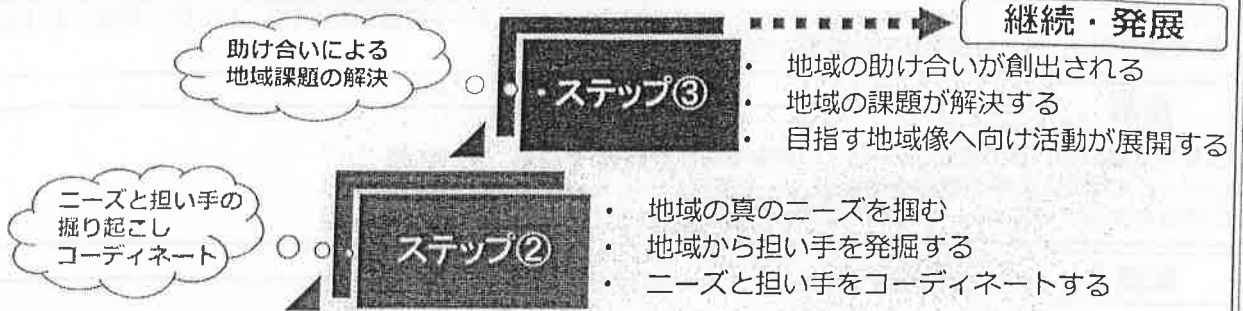 継続・発展
助け合いによる
地域課題の解決
・ステップ③
・ 地域の助け合いが創出される
・ 地域の課題が解決する
・ 目指す地域像へ向け活動が展開する
ニーズと担い手の
掘り起こし
コーディネート
ステップ②
・ 地域の真のニーズを掴む
・ 地域から担い手を発掘する
・ ニーズと担い手をコーディネートする